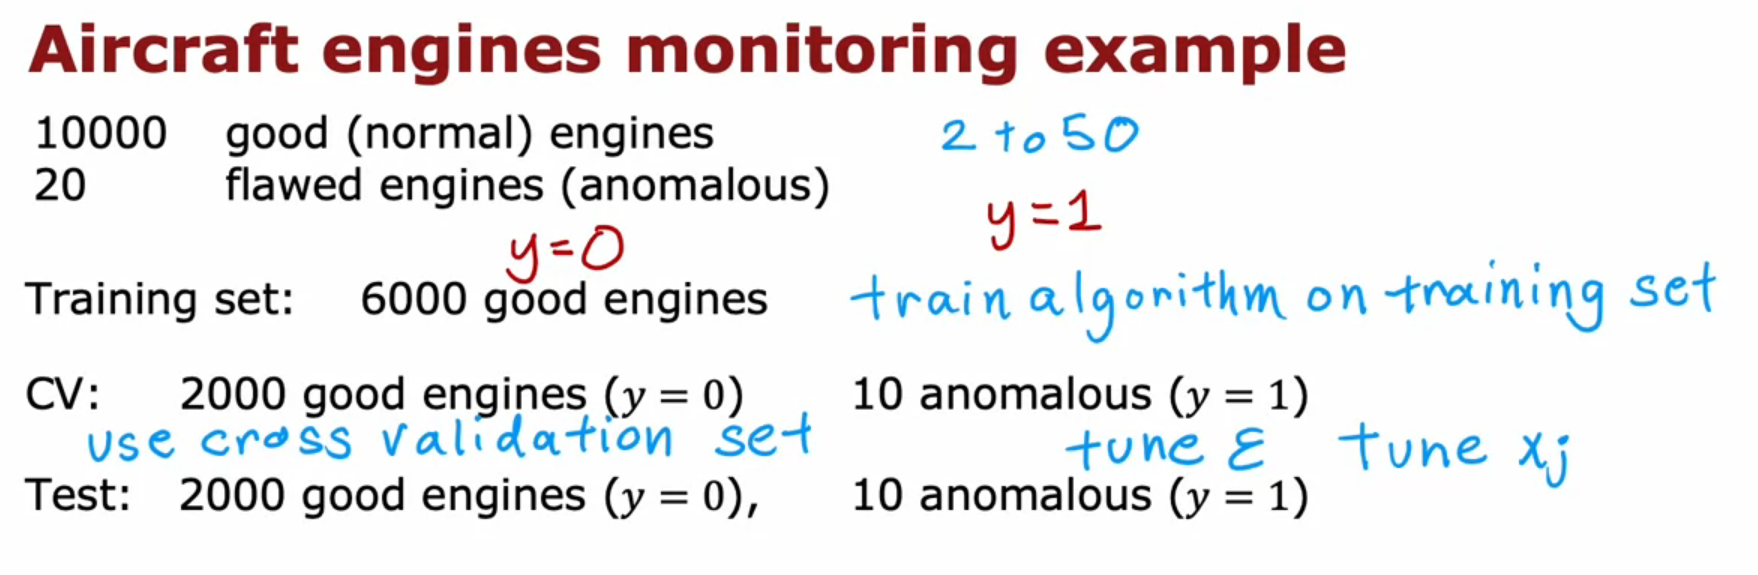 Aircraft engines monitoring example
10000 good (normal) engines 2 to 50
20 flawed engines (anomalous) y=1
y=0
Training set: 6000 good engines train algorithm on training set
CV: 2000 good engines (y = 0) 10 anomalous (y = 1)
use cross validation set tune ε tune xj
Test: 2000 good engines (y = 0), 10 anomalous (y = 1)